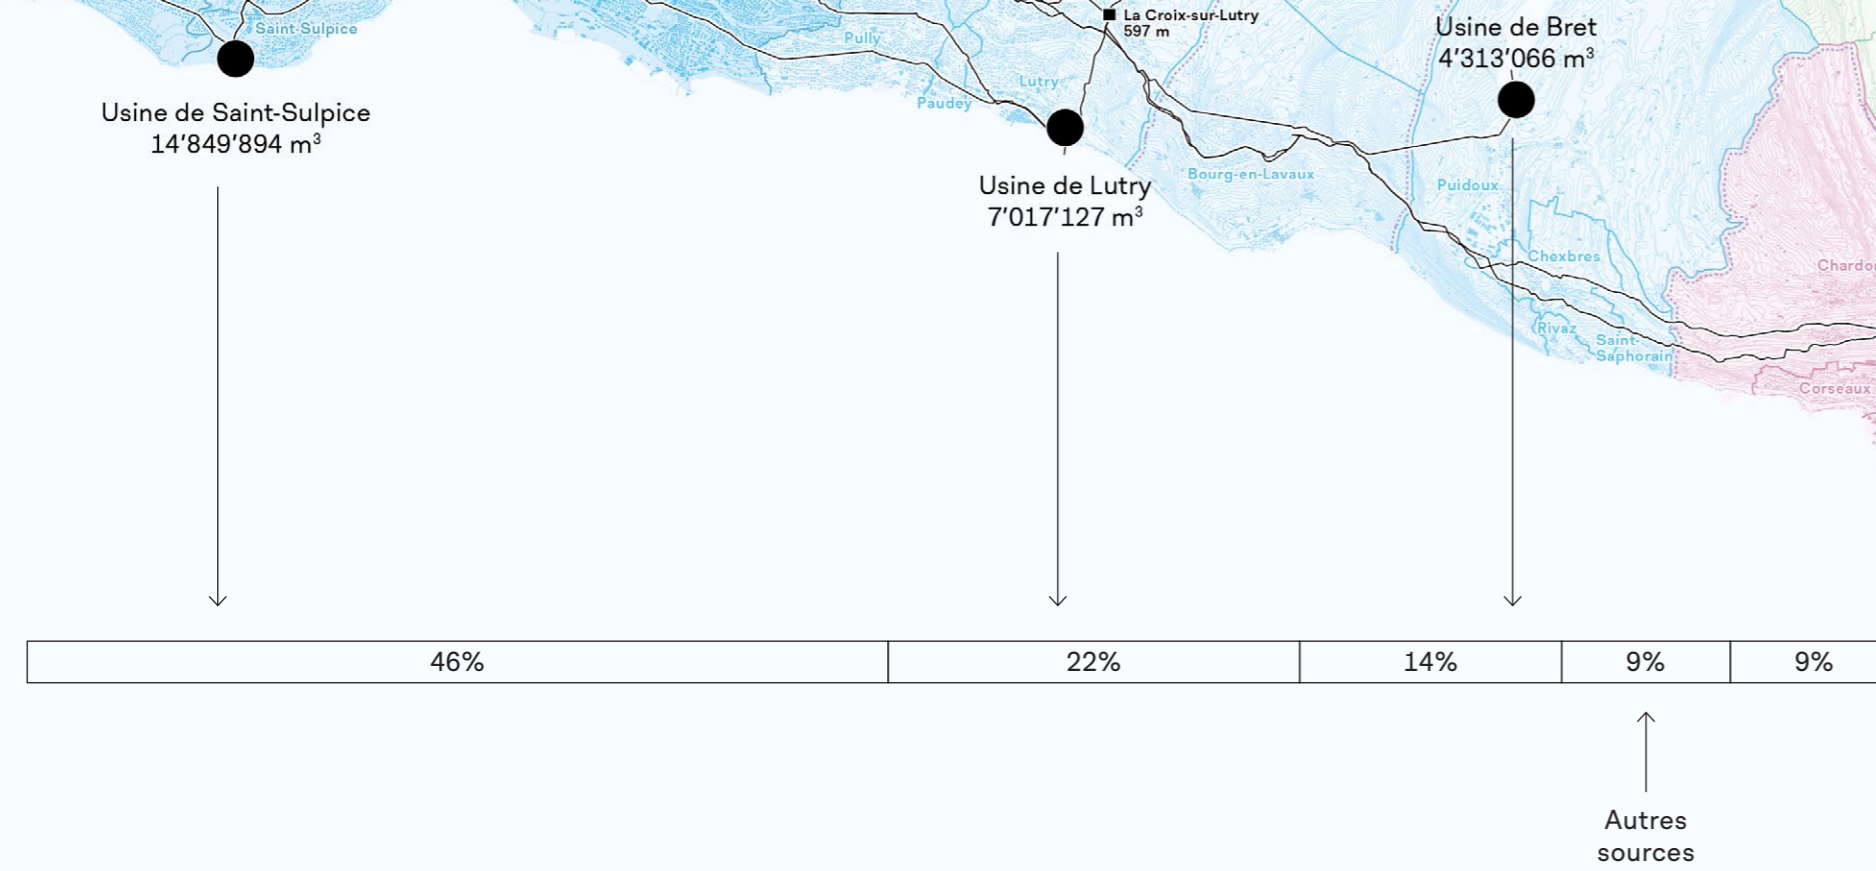 Saint-Sulpice
Usine de Saint-Sulpice
14’849’894 m³
Pully
Paudey
Lutry
La Croix-sur-Lutry
597 m
Usine de Lutry
7’017’127 m³
Bourg-en-Lavaux
Usine de Bret
4’313’066 m³
Puidoux
Chexbres
Rivaz
Saint-
Saphorain
Chardo
Corseaux
46%
22%
14%
9%
9%
Autres
sources